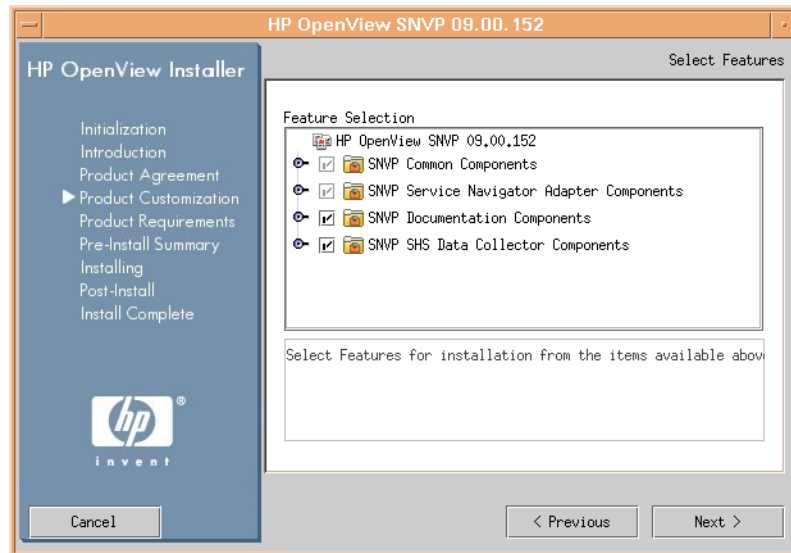 HP OpenView SNVP 09.00.152
HP OpenView Installer
Select Features
Initialization
Introduction
Product Agreement
Product Customization
Product Requirements
Pre-Install Summary
Installing
Post-Install
Install Complete
Feature Selection
HP OpenView SNVP 09.00.152
SNVP Common Components
SNVP Service Navigator Adapter Components
SNVP Documentation Components
SNVP SHS Data Collector Components
Select Features for installation from the items available abov
hp®
invent
Cancel
< Previous
Next >